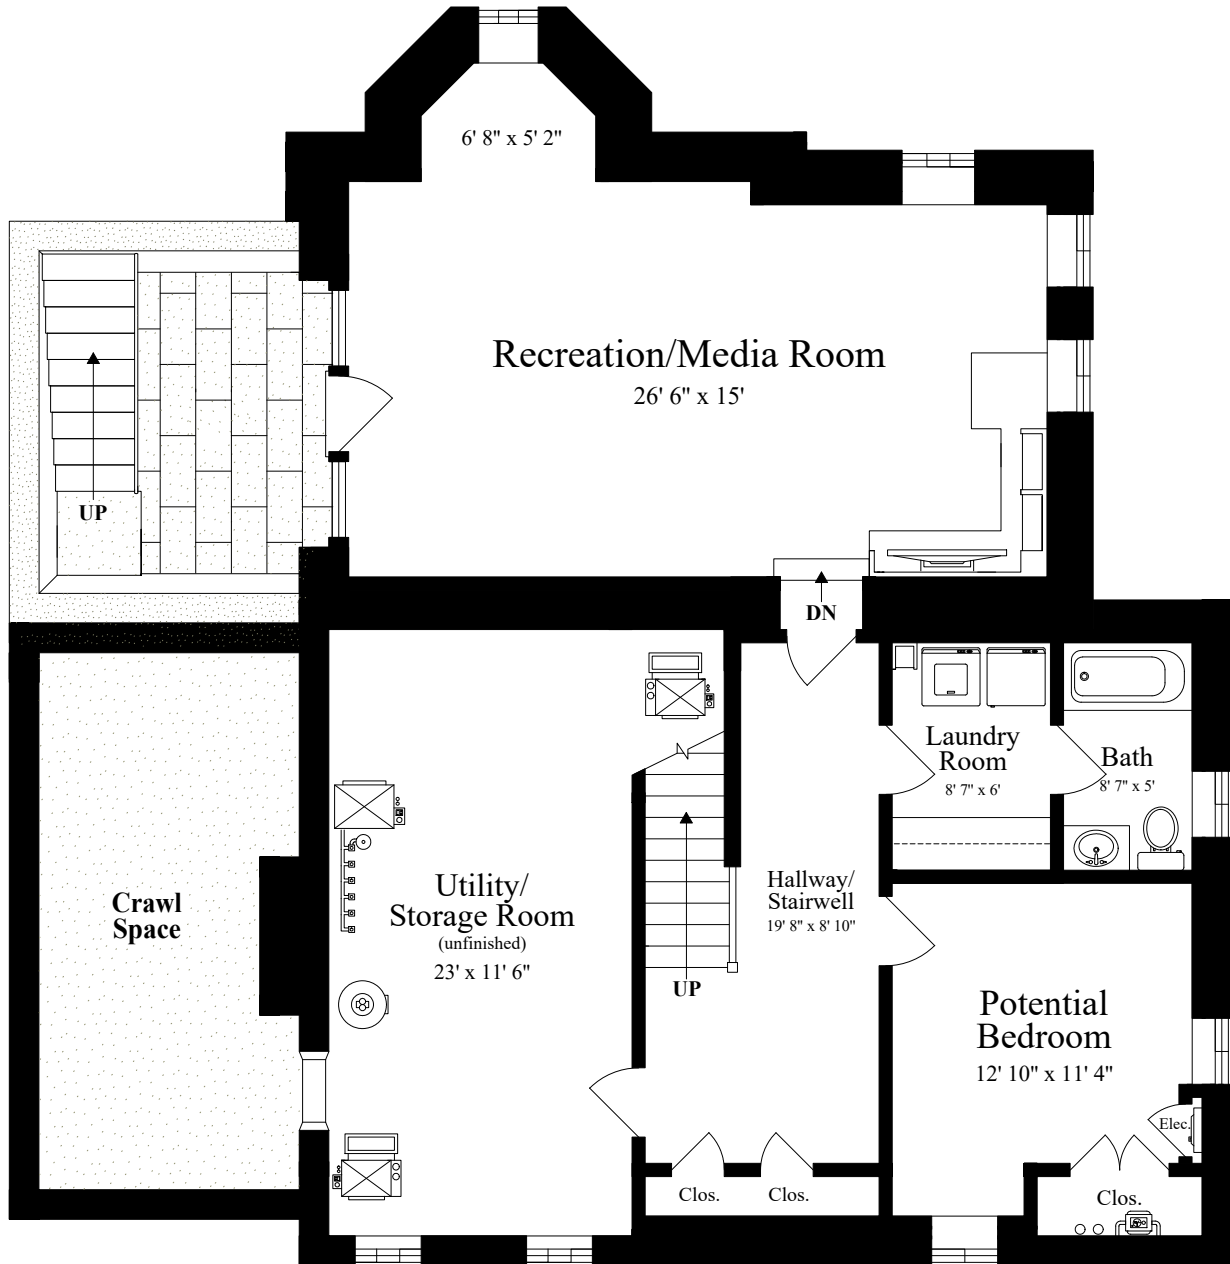 6' 8" x 5' 2"
Recreation/Media Room
26' 6" x 15'
UP
DN
Laundry
Room
8' 7" x 6'
Bath
8' 7" x 5'
Crawl
Space
Utility/
Storage Room
(unfinished)
23' x 11' 6"
Hallway/
Stairwell
19' 8" x 8' 10"
UP
Potential
Bedroom
12' 10" x 11' 4"
Elec.
Clos.
Clos.
Clos.